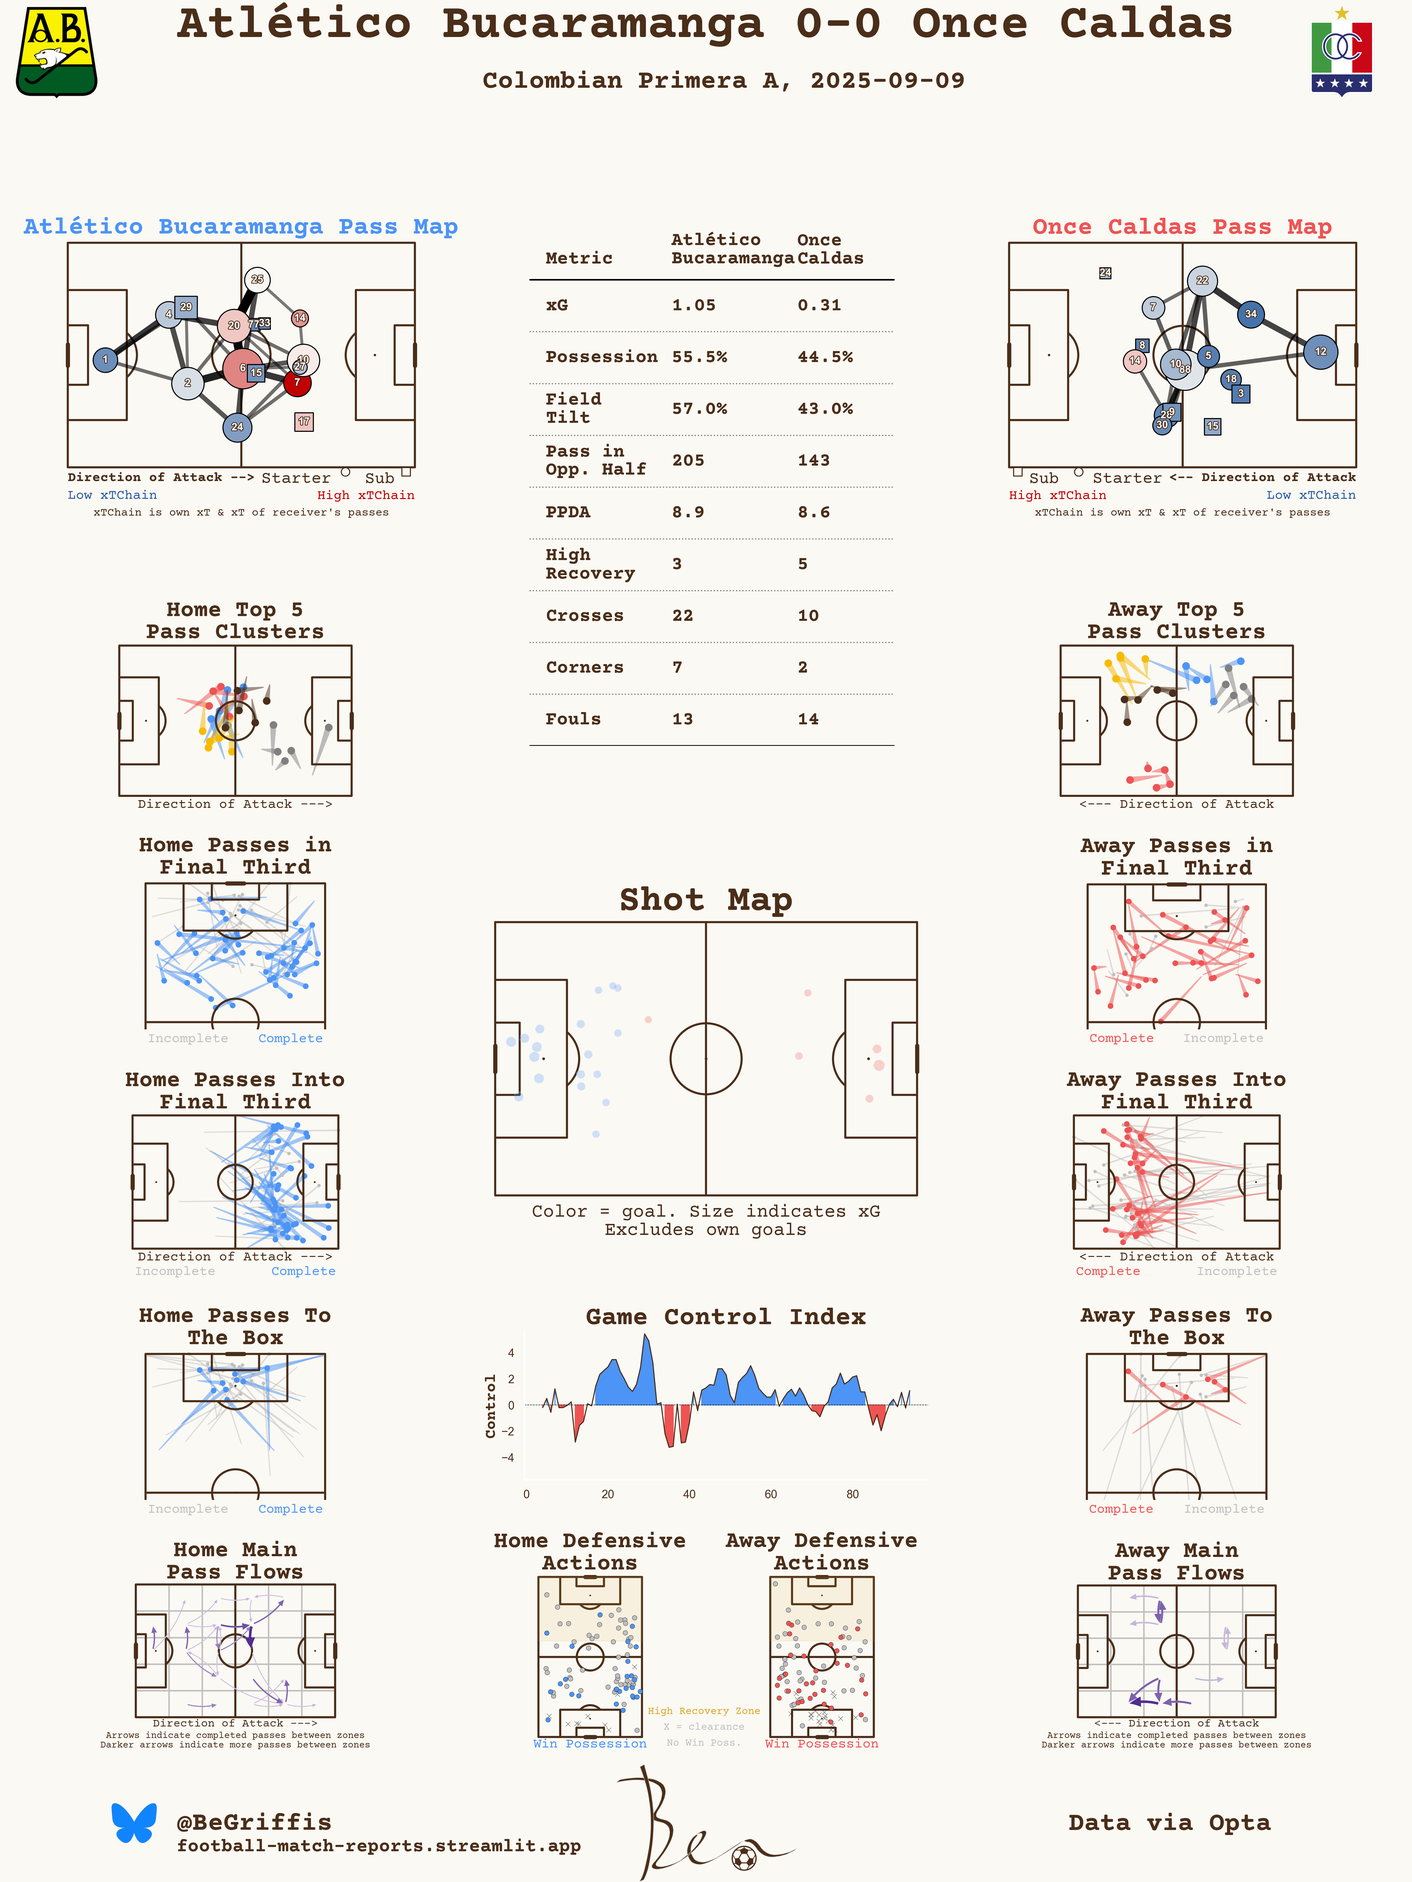 A.B.
Atlético Bucaramanga 0-0 Once Caldas
OC
Colombian Primera A, 2025-09-09
Atlético Bucaramanga Pass Map
25
29
4
20
77
33
14
1
6
10
27
15
7
2
24
17
Direction of Attack --> Starter Sub
Low xTChain High xTChain
xTChain is own xT & xT of receiver's passes
Metric Atlético Bucaramanga Once Caldas
xG 1.05 0.31
Possession 55.5% 44.5%
Field Tilt 57.0% 43.0%
Pass in Opp. Half 205 143
PPDA 8.9 8.6
High Recovery 3 5
Crosses 22 10
Corners 7 2
Fouls 13 14
Once Caldas Pass Map
24
22
7
34
8
14
10
88
5
12
18
3
9
30
15
Sub Starter <-- Direction of Attack
High xTChain Low xTChain
xTChain is own xT & xT of receiver's passes
Home Top 5
Pass Clusters
Direction of Attack --->
Away Top 5
Pass Clusters
<--- Direction of Attack
Home Passes in
Final Third
Incomplete Complete
Away Passes in
Final Third
Complete Incomplete
Shot Map
Color = goal. Size indicates xG
Excludes own goals
Home Passes Into
Final Third
Direction of Attack --->
Incomplete Complete
Away Passes Into
Final Third
<--- Direction of Attack
Complete Incomplete
Home Passes To
The Box
Incomplete Complete
Game Control Index
Control
4
2
0
−2
−4
0 20 40 60 80
Away Passes To
The Box
Complete Incomplete
Home Main
Pass Flows
Direction of Attack --->
Arrows indicate completed passes between zones
Darker arrows indicate more passes between zones
Home Defensive
Actions
Win Possession
Away Defensive
Actions
Win Possession
High Recovery Zone
X = clearance
No Win Poss.
Away Main
Pass Flows
<--- Direction of Attack
Arrows indicate completed passes between zones
Darker arrows indicate more passes between zones
@BeGriffis
football-match-reports.streamlit.app
Ben
Data via Opta